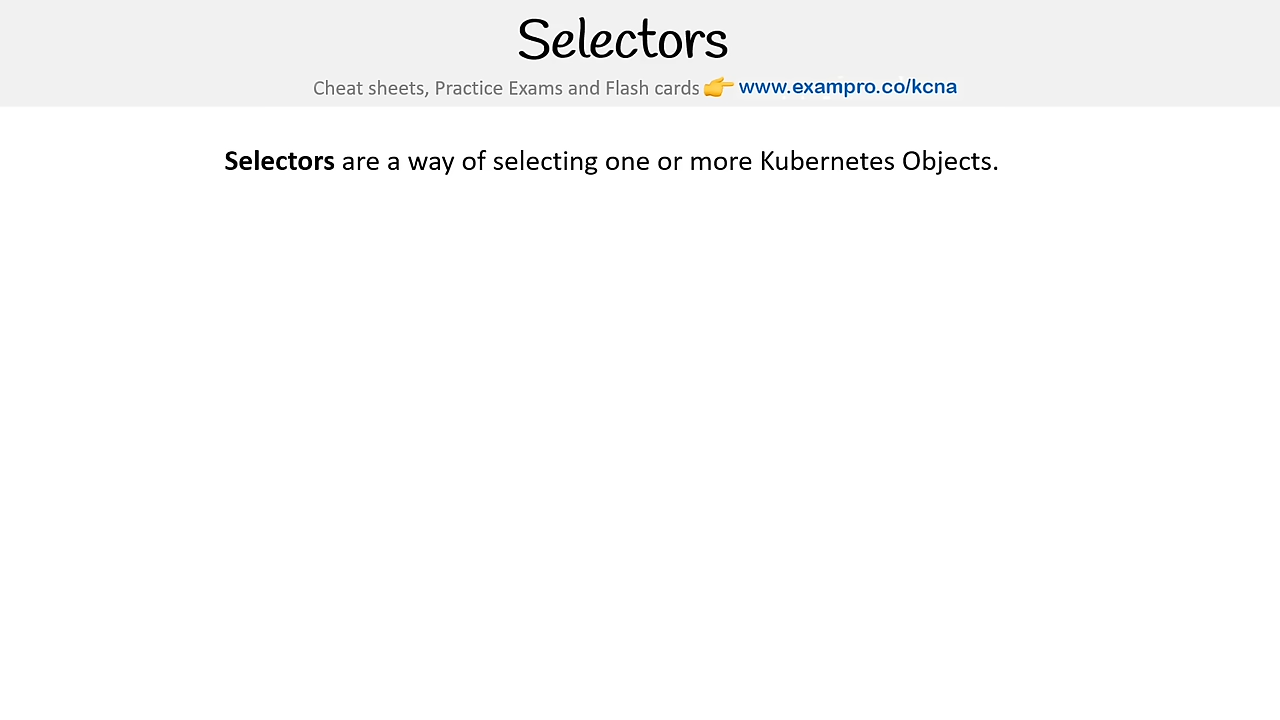 Selectors
Cheat sheets, Practice Exams and Flash cards 👉 www.exampro.co/kcna
Selectors are a way of selecting one or more Kubernetes Objects.